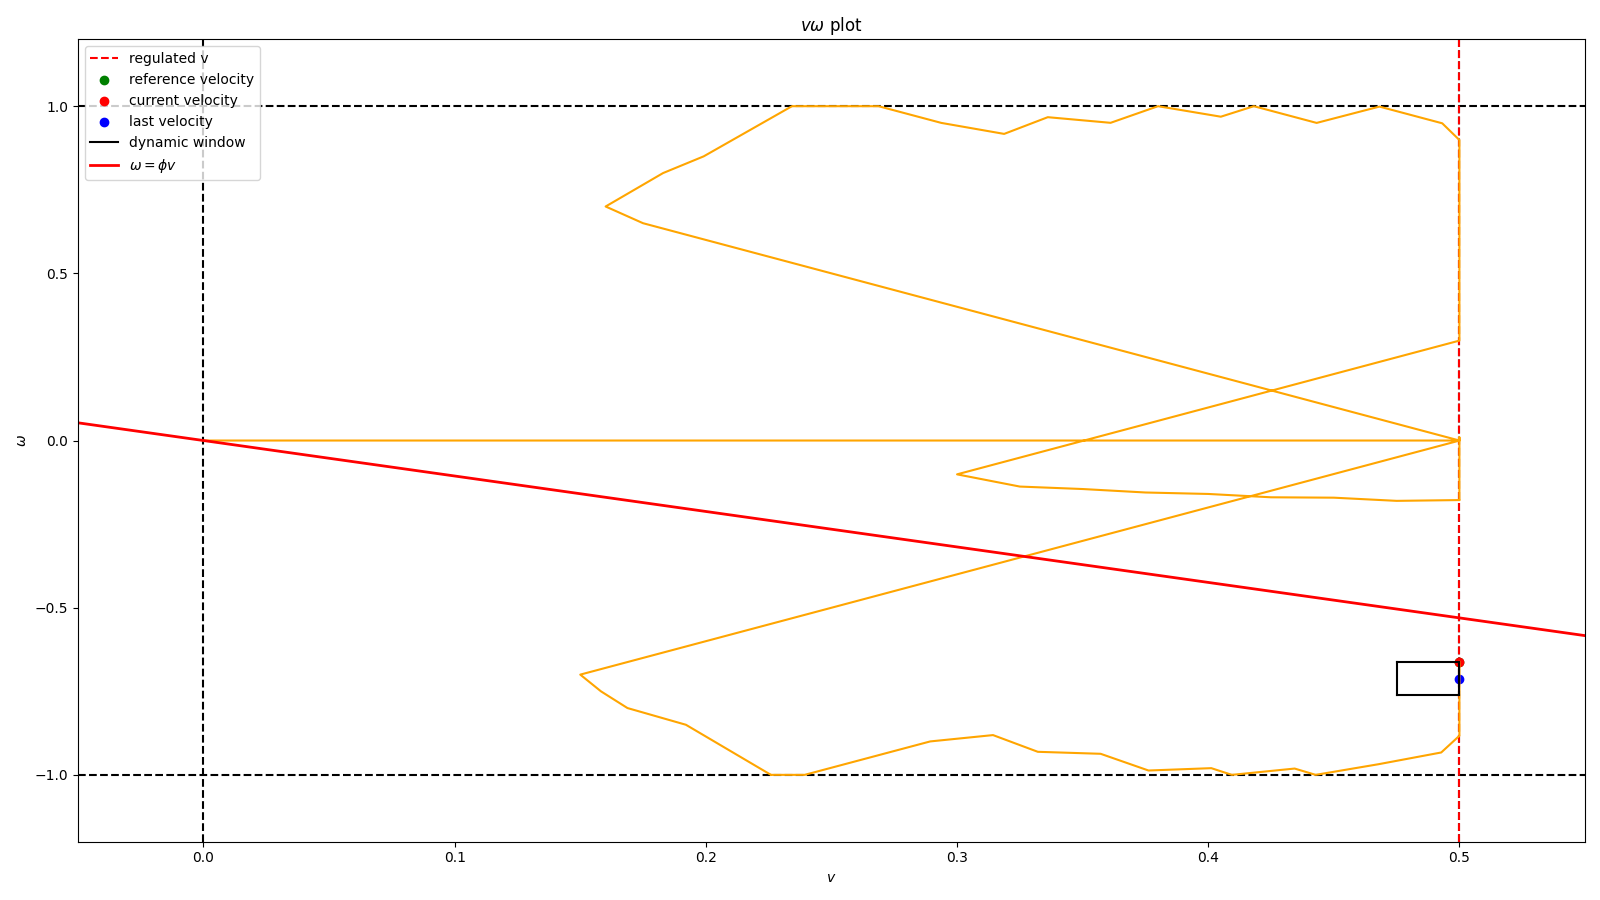 vω plot
regulated v
reference velocity
current velocity
last velocity
dynamic window
ω = ϕv
1.0
0.5
0.0
−0.5
−1.0
ω
0.0 0.1 0.2 0.3 0.4 0.5
v